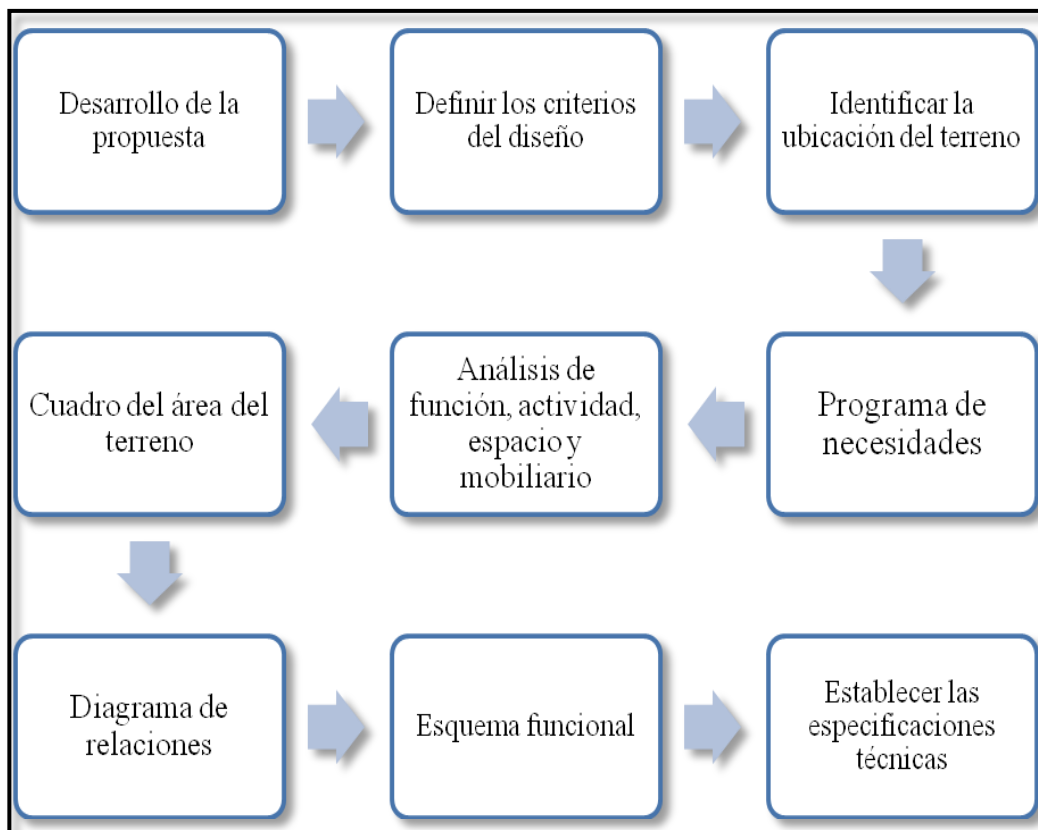 Desarrollo de la
propuesta
Definir los criterios
del diseño
Identificar la
ubicación del terreno
Programa de
necesidades
Análisis de
función, actividad,
espacio y
mobiliario
Cuadro del área del
terreno
Diagrama de
relaciones
Esquema funcional
Establecer las
especificaciones
técnicas